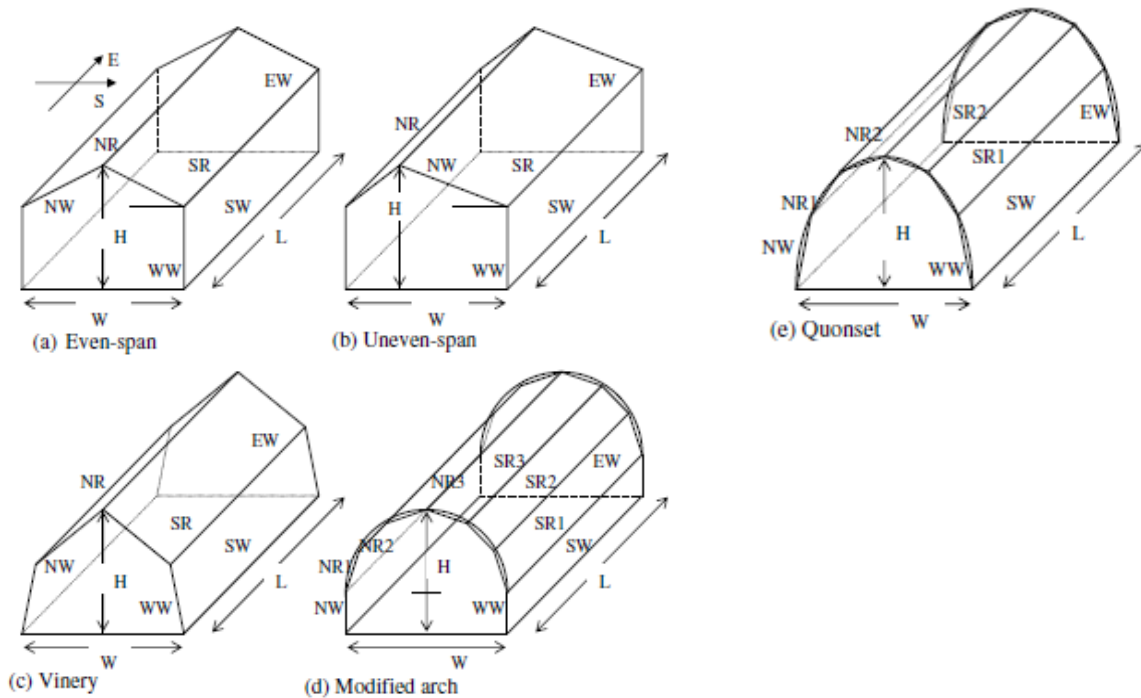 E
S
EW
NR
SR
NW
SW
H
L
WW
W
(a) Even-span
EW
NR
NW
SR
H
SW
L
WW
W
(b) Uneven-span
SR2
EW
NR2
SR1
NR1
SW
NW
H
L
WW
W
(e) Quonset
EW
NR
SR
SW
NW
H
L
WW
W
(c) Vinery
SR3
EW
NR3
SR2
SR1
NR2
SW
NR1
H
L
NW
WW
W
(d) Modified arch